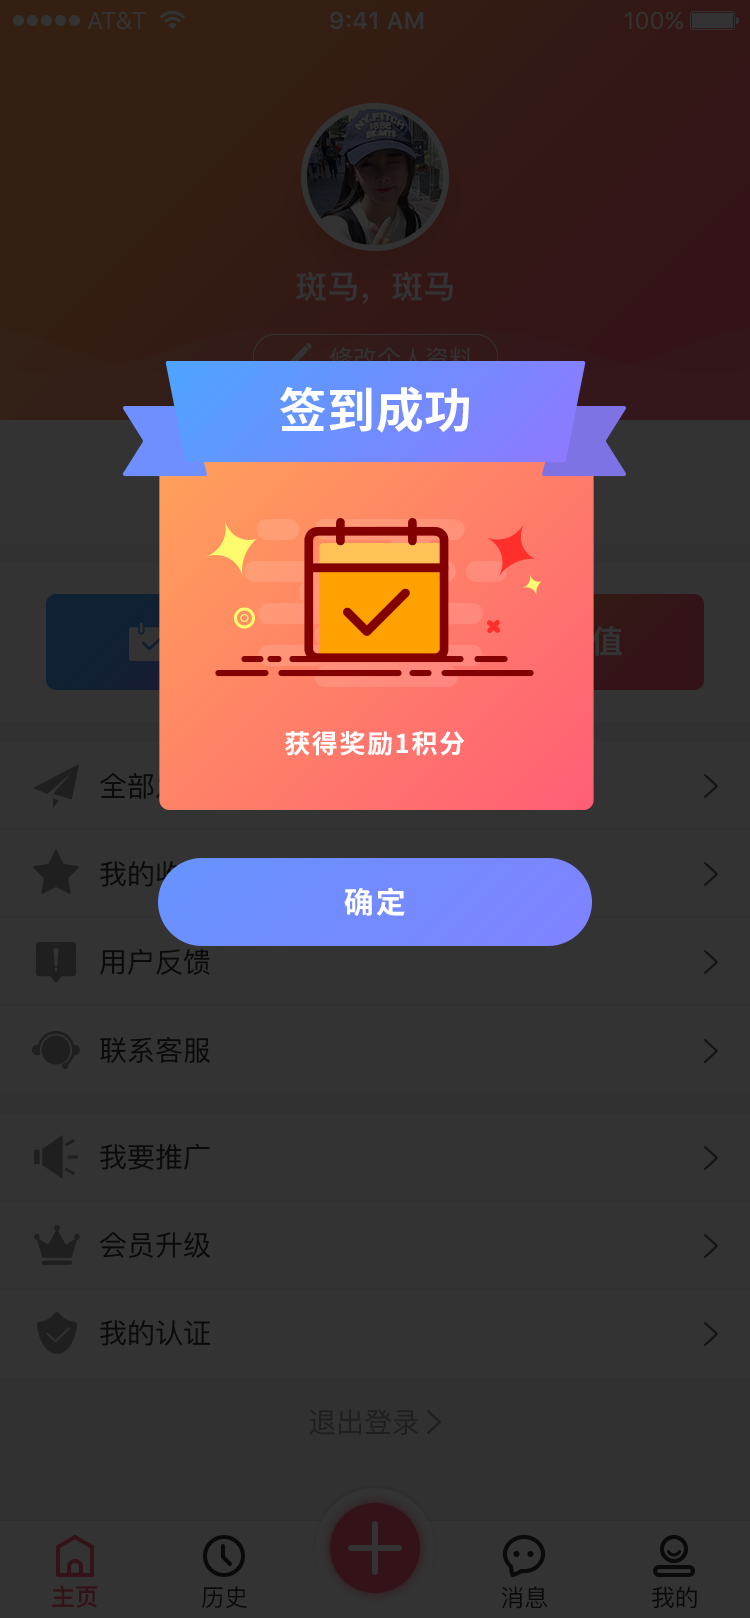 AT&T 9:41 AM 100%
NY.FITCH
斑马，斑马
修改个人资料
签到成功
值
获得奖励1积分
全部
我的收
确定
用户反馈
联系客服
我要推广
会员升级
我的认证
退出登录
主页 历史 消息 我的